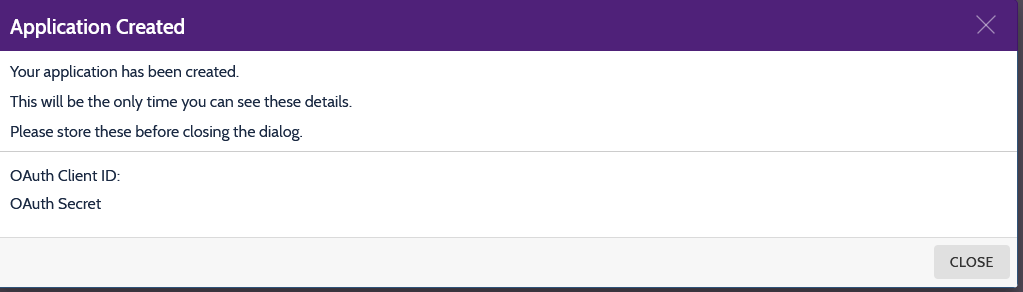 Application Created
Your application has been created.
This will be the only time you can see these details.
Please store these before closing the dialog.
OAuth Client ID:
OAuth Secret
CLOSE